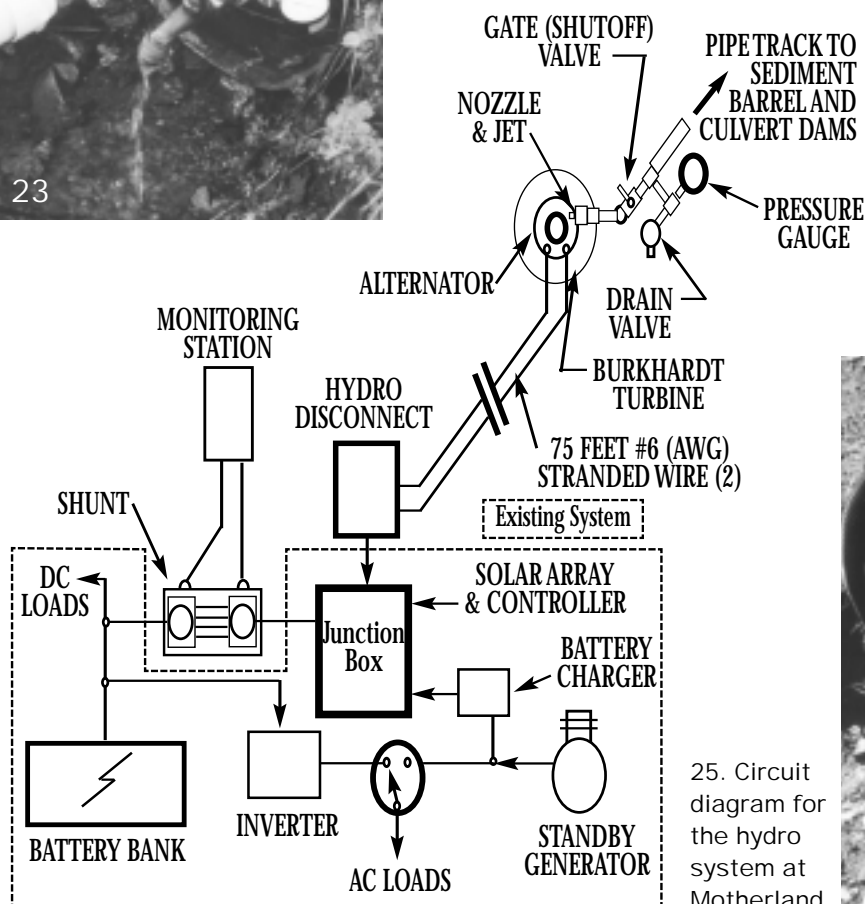 23
GATE (SHUTOFF)
VALVE
PIPE TRACK TO
SEDIMENT
BARREL AND
CULVERT DAMS
NOZZLE
& JET
PRESSURE
GAUGE
ALTERNATOR
DRAIN
VALVE
MONITORING
STATION
BURKHARDT
TURBINE
HYDRO
DISCONNECT
75 FEET #6 (AWG)
STRANDED WIRE (2)
SHUNT
Existing System
DC
LOADS
SOLAR ARRAY
& CONTROLLER
Junction
Box
BATTERY
CHARGER
BATTERY BANK
INVERTER
AC LOADS
STANDBY
GENERATOR
25. Circuit
diagram for
the hydro
system at
Motherland